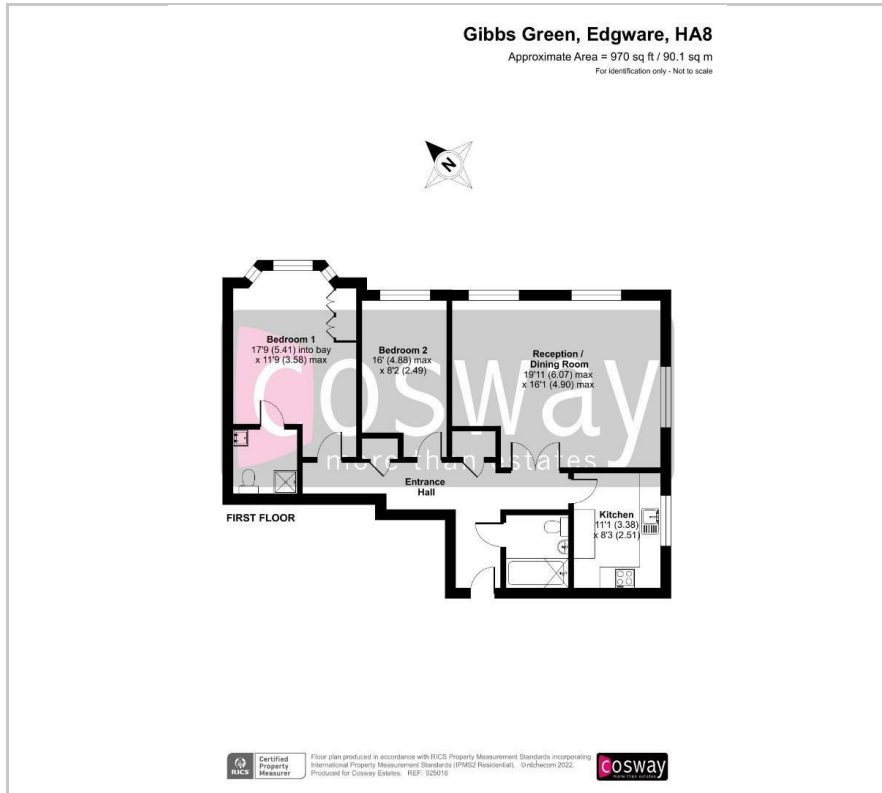 Gibbs Green, Edgware, HA8
Approximate Area = 970 sq ft / 90.1 sq m
For identification only - Not to scale
N
Bedroom 1
17'9 (5.41) into bay
x 11'9 (3.58) max
Bedroom 2
16' (4.88) max
x 8'2 (2.49)
Reception /
Dining Room
19'11 (6.07) max
x 16'1 (4.90) max
cosway
more than estates
Entrance
Hall
Kitchen
11'1 (3.38)
x 8'3 (2.51)
FIRST FLOOR
RICS
Certified
Property
Measurer
Floor plan produced in accordance with RICS Property Measurement Standards incorporating
International Property Measurement Standards (IPMS2 Residential). ©nichecom 2022.
Produced for Cosway Estates. REF: 925016
cosway
more than estates